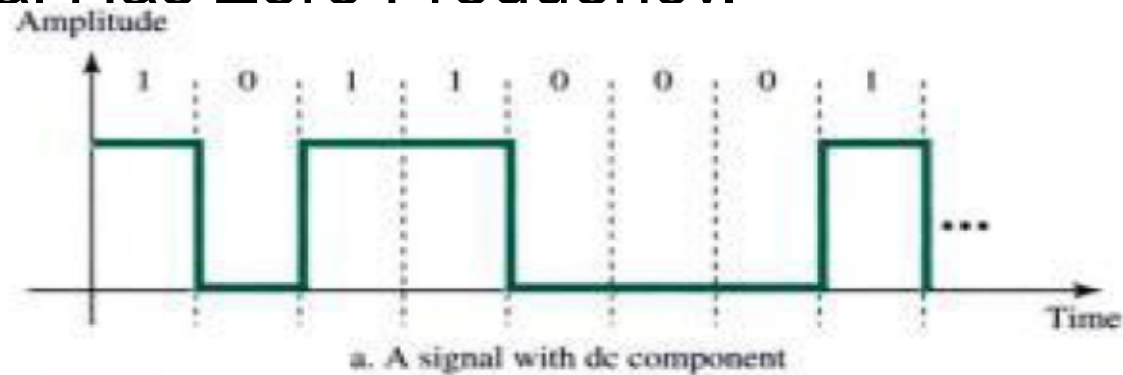 Amplitude
1 0 1 1 0 0 0 1
...
Time
a. A signal with dc component